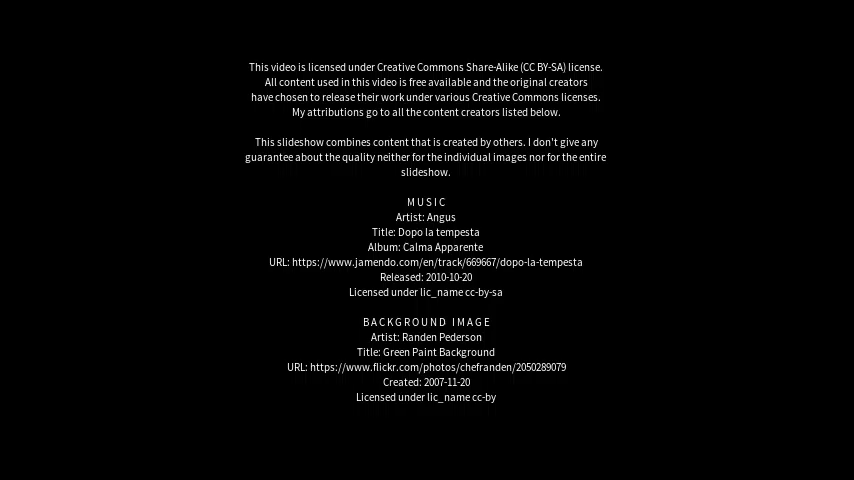 This video is licensed under Creative Commons Share-Alike (CC BY-SA) license.
All content used in this video is free available and the original creators
have chosen to release their work under various Creative Commons licenses.
My attributions go to all the content creators listed below.
This slideshow combines content that is created by others. I don't give any
guarantee about the quality neither for the individual images nor for the entire
slideshow.
MUSIC
Artist: Angus
Title: Dopo la tempesta
Album: Calma Apparente
URL: https://www.jamendo.com/en/track/669667/dopo-la-tempesta
Released: 2010-10-20
Licensed under lic_name cc-by-sa
BACKGROUND IMAGE
Artist: Randen Pederson
Title: Green Paint Background
URL: https://www.flickr.com/photos/chefranden/2050289079
Created: 2007-11-20
Licensed under lic_name cc-by